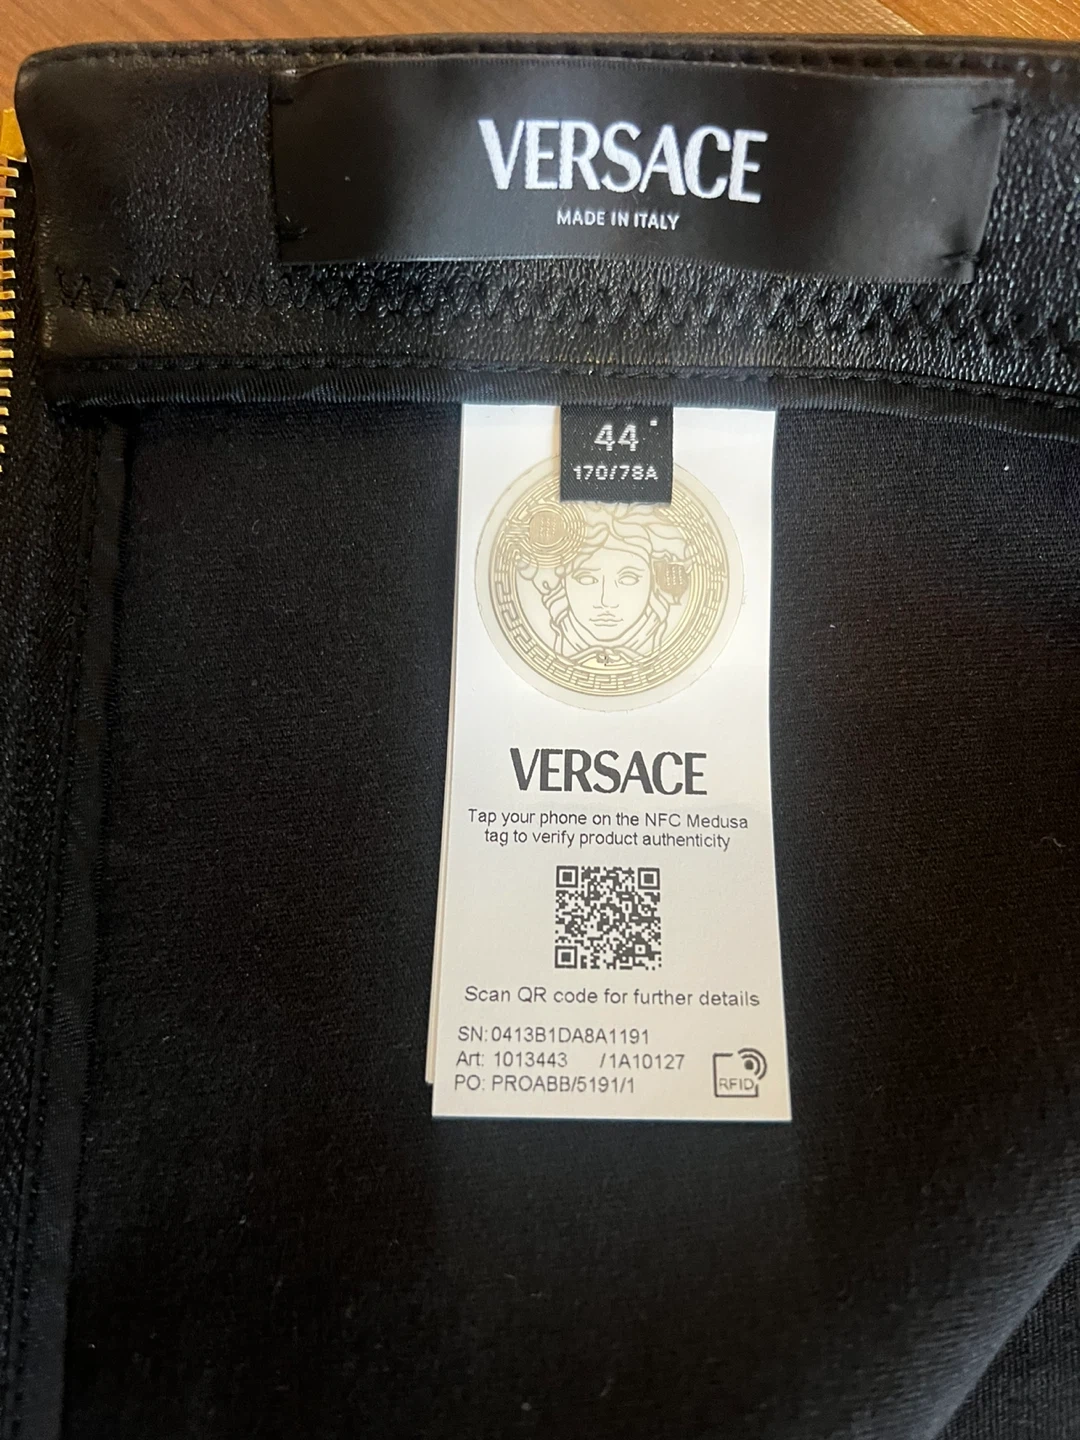 VERSACE
MADE IN ITALY
44
170/78A
VERSACE
Tap your phone on the NFC Medusa
tag to verify product authenticity
Scan QR code for further details
SN: 0413B1DA8A1191
Art: 1013443 /1A10127
PO: PROABB/5191/1
RFID